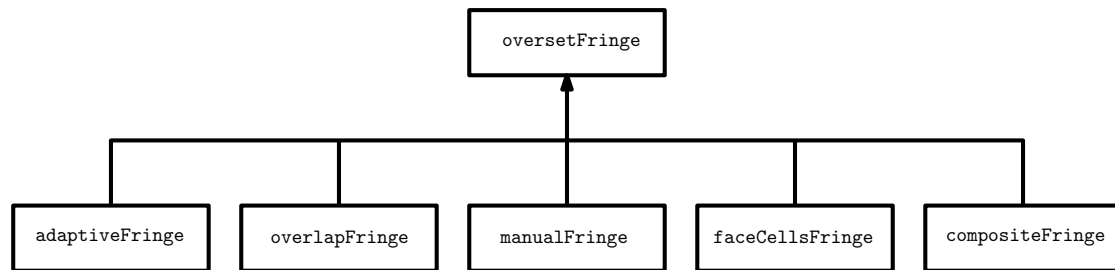 oversetFringe
adaptiveFringe
overlapFringe
manualFringe
faceCellsFringe
compositeFringe